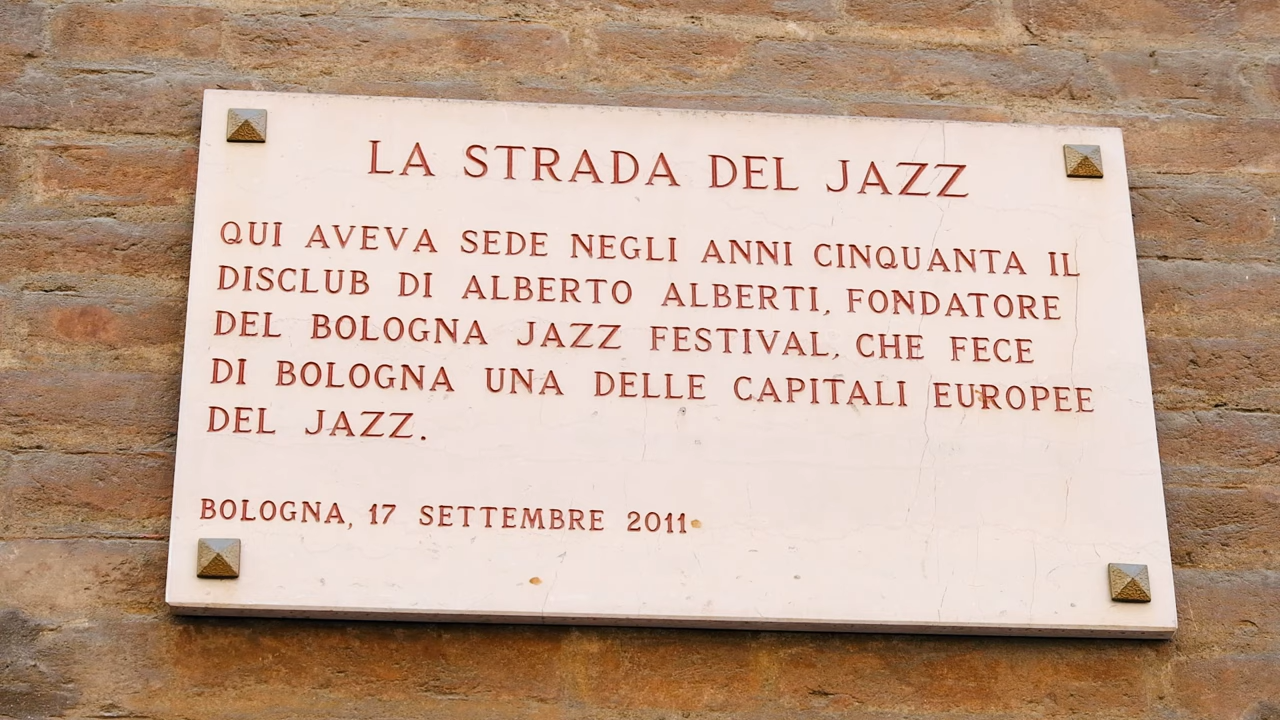 LA STRADA DEL JAZZ
QUI AVEVA SEDE NEGLI ANNI CINQUANTA IL
DISCLUB DI ALBERTO ALBERTI, FONDATORE
DEL BOLOGNA JAZZ FESTIVAL, CHE FECE
DI BOLOGNA UNA DELLE CAPITALI EUROPEE
DEL JAZZ.
BOLOGNA, 17 SETTEMBRE 2011